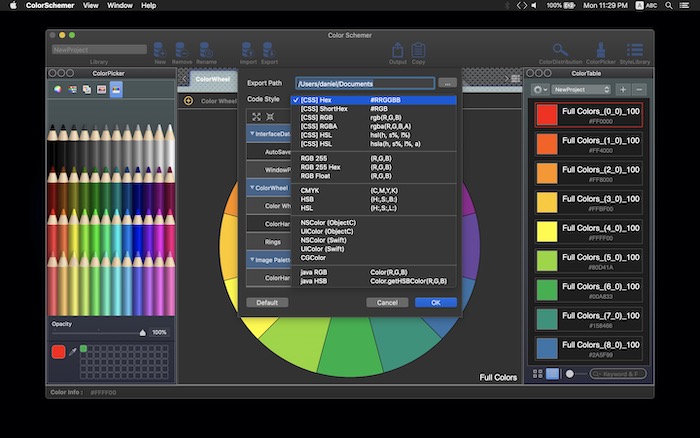 ColorSchemer View Window Help
100% ABC Mon 11:29 PM
Color Schemer
NewProject
Library New Remove Rename Import Export Output Copy ColorDistribution ColorPicker StyleLibrary
ColorPicker
Opacity
100%
ColorWheel
Color Wheel
Export Path /Users/daniel/Documents ...
Code Style
[CSS] Hex #RRGGBB
[CSS] ShortHex #RGB
[CSS] RGB rgb(R,G,B)
[CSS] RGBA rgba(R,G,B,A)
[CSS] HSL hsl(h, s%, l%)
[CSS] HSL hsla(h, s%, l%, a)
RGB 255 (R,G,B)
RGB 255 Hex (R,G,B)
RGB Float (R,G,B)
CMYK (C,M,Y,K)
HSB (H:,S:,B:)
HSL (H:,S:,L:)
NSColor (ObjectC)
UIColor (ObjectC)
NSColor (Swift)
UIColor (Swift)
CGColor
java RGB Color(R,G,B)
java HSB Color.getHSBColor(R,G,B)
InterfaceData
AutoSave
WindowP
ColorWheel
Color Wh
ColorHar
Rings
Image Palett
ColorHar
Default Cancel OK
Full Colors
ColorTable
NewProject
Full Colors_(0_0)_100
#FF0000
Full Colors_(1_0)_100
#FF4000
Full Colors_(2_0)_100
#FF8000
Full Colors_(3_0)_100
#FFBF00
Full Colors_(4_0)_100
#FFFF00
Full Colors_(5_0)_100
#80D41A
Full Colors_(6_0)_100
#00A833
Full Colors_(7_0)_100
#158466
Full Colors_(8_0)_100
#2A5F99
Keyword & F
Color Info : #FFFF00